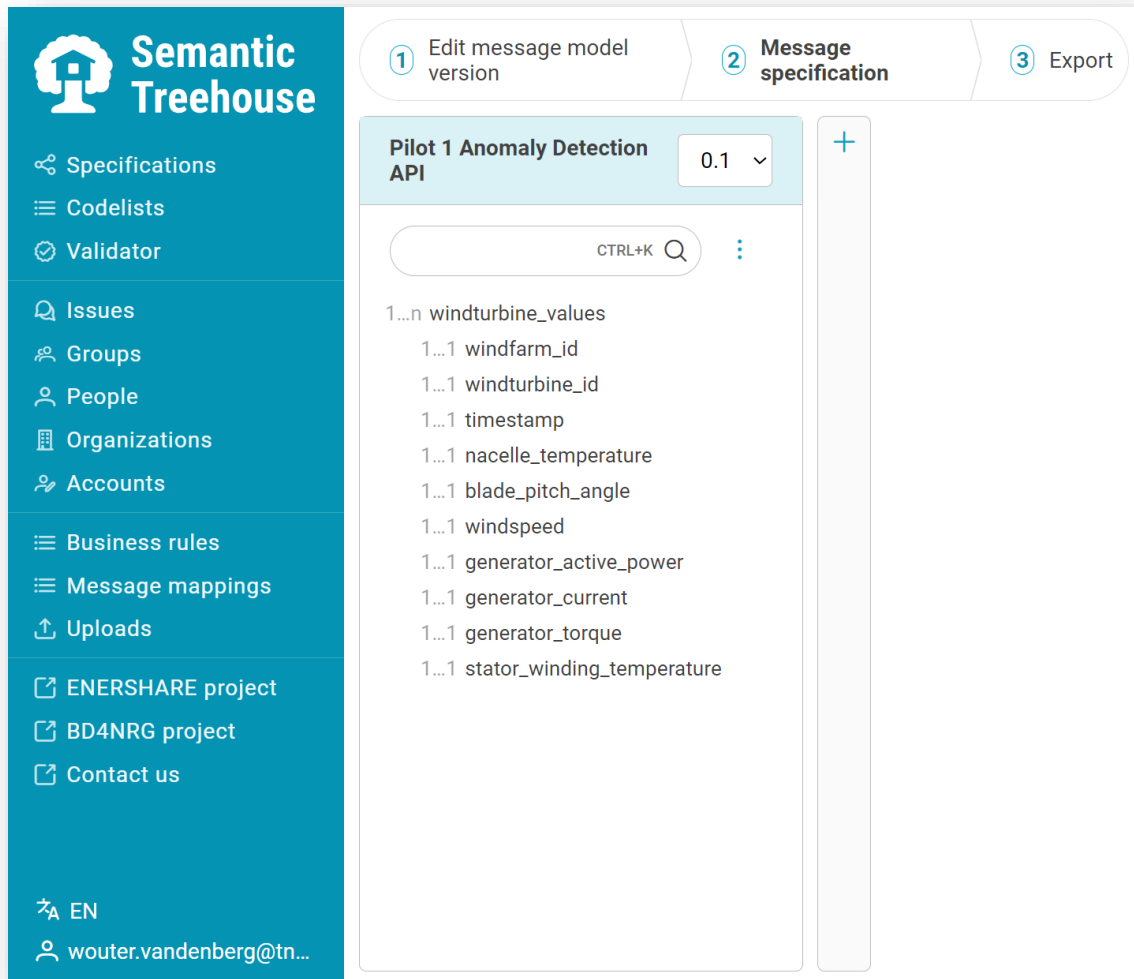 Semantic
Treehouse
Specifications
Codelists
Validator
Issues
Groups
People
Organizations
Accounts
Business rules
Message mappings
Uploads
ENERSHARE project
BD4NRG project
Contact us
EN
wouter.vandenberg@tn...
1 Edit message model
version
2 Message
specification
3 Export
Pilot 1 Anomaly Detection
API
0.1
+
CTRL+K
1...n windturbine_values
1...1 windfarm_id
1...1 windturbine_id
1...1 timestamp
1...1 nacelle_temperature
1...1 blade_pitch_angle
1...1 windspeed
1...1 generator_active_power
1...1 generator_current
1...1 generator_torque
1...1 stator_winding_temperature